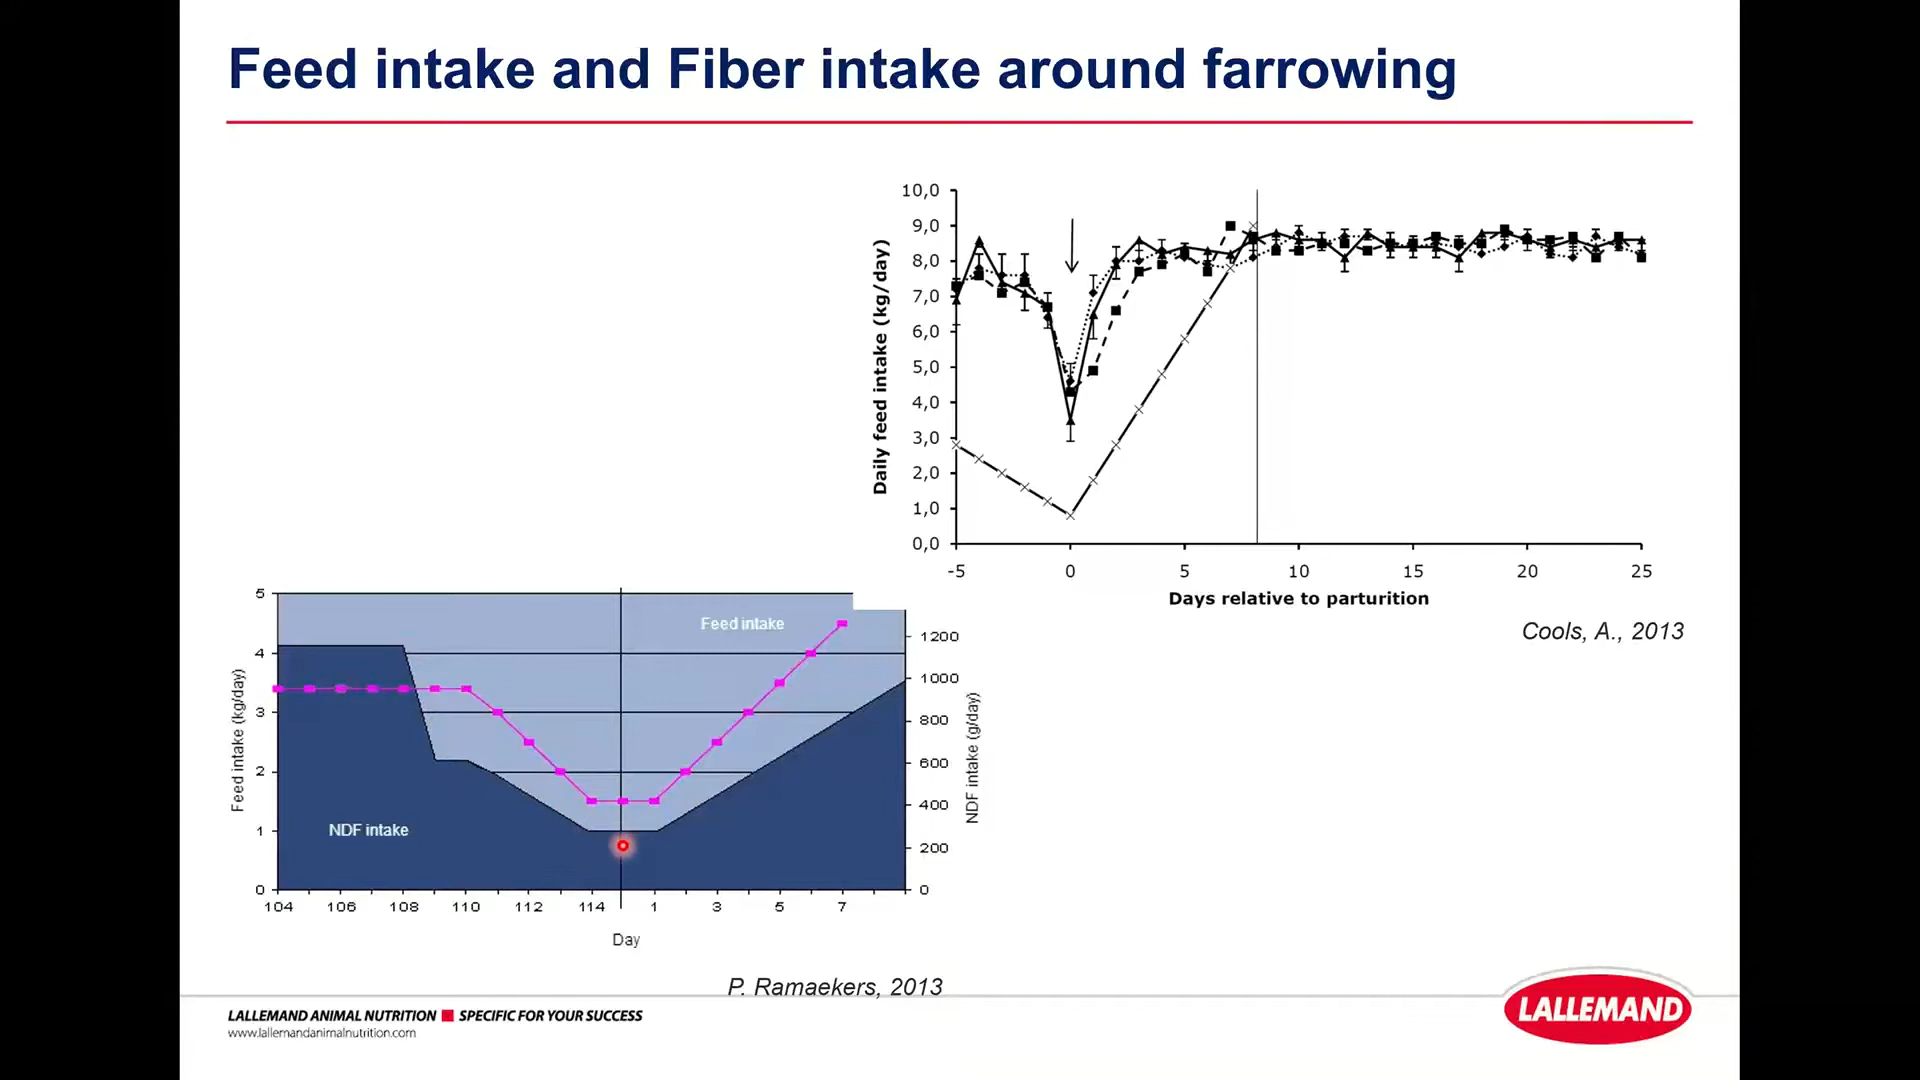 Feed intake and Fiber intake around farrowing
10,0
9,0
8,0
7,0
6,0
5,0
4,0
3,0
2,0
1,0
0,0
Daily feed intake (kg/day)
-5 0 5 10 15 20 25
Days relative to parturition
Cools, A., 2013
5
4
3
2
1
0
Feed intake (kg/day)
Feed intake
NDF intake
1200
1000
800
600
400
200
0
NDF intake (g/day)
104 106 108 110 112 114 1 3 5 7
Day
P. Ramaekers, 2013
LALLEMAND ANIMAL NUTRITION SPECIFIC FOR YOUR SUCCESS
www.lallemandanimalnutrition.com
LALLEMAND